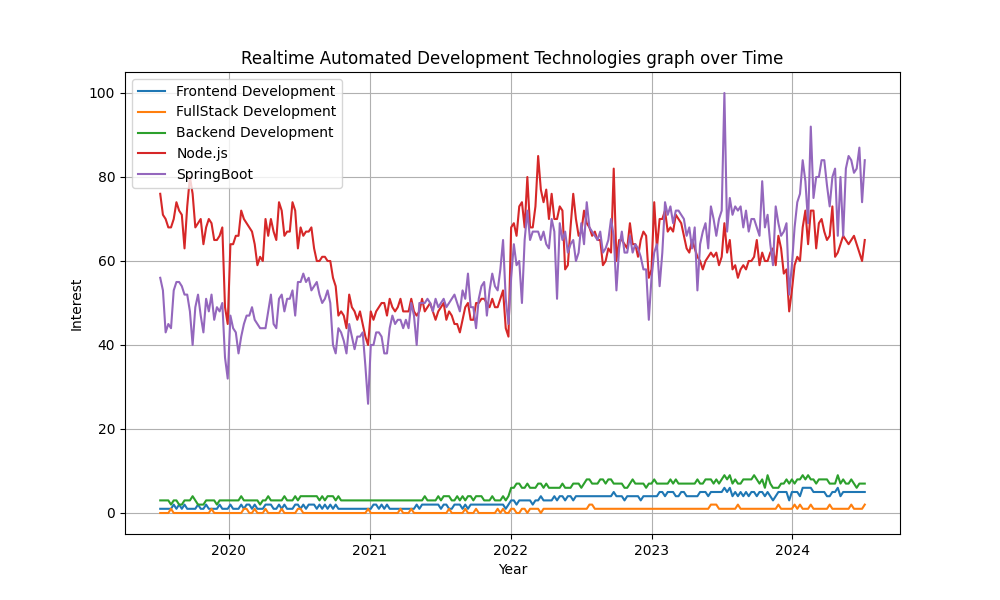 Realtime Automated Development Technologies graph over Time
Frontend Development
FullStack Development
Backend Development
Node.js
SpringBoot
100
80
60
40
20
0
Interest
2020
2021
2022
2023
2024
Year